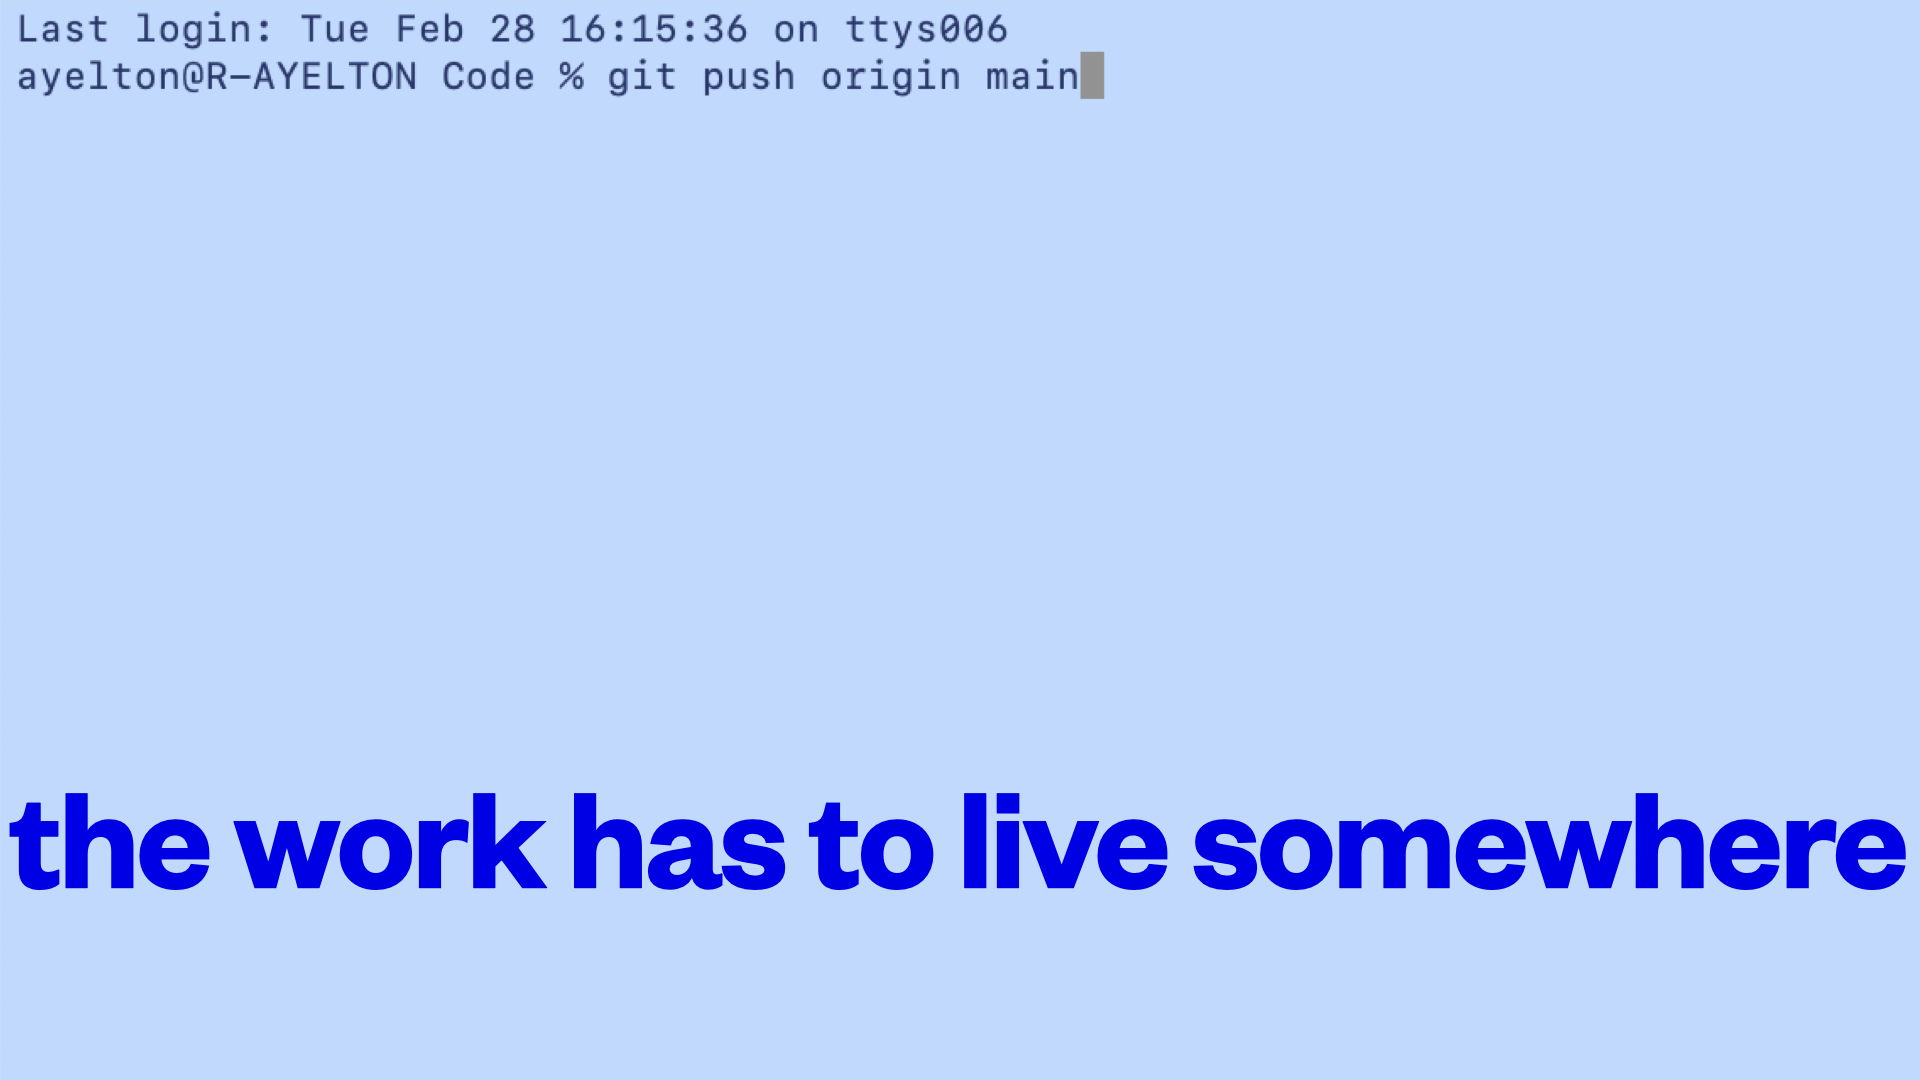 Last login: Tue Feb 28 16:15:36 on ttys006
ayelton@R-AYELTON Code % git push origin main
the work has to live somewhere